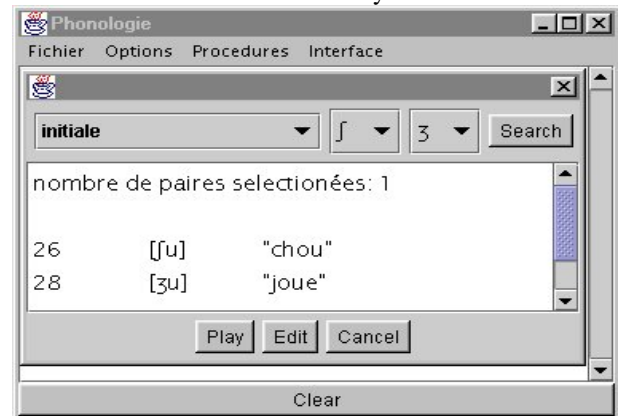 Phonologie
Fichier Options Procedures Interface
initiale ʃ ʒ Search
nombre de paires selectionées: 1
26 [ʃu] "chou"
28 [ʒu] "joue"
Play Edit Cancel
Clear